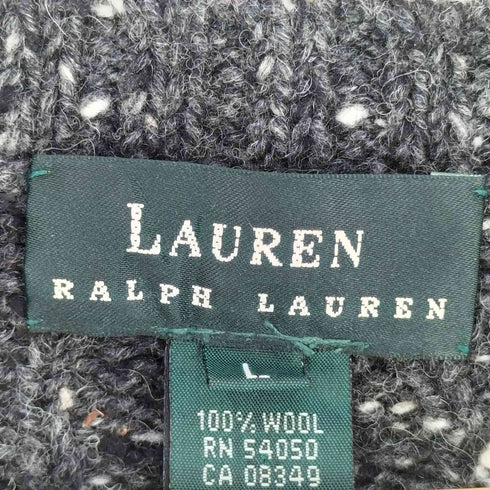 LAUREN
RALPH LAUREN
L
100% WOOL
RN 54050
CA 08349